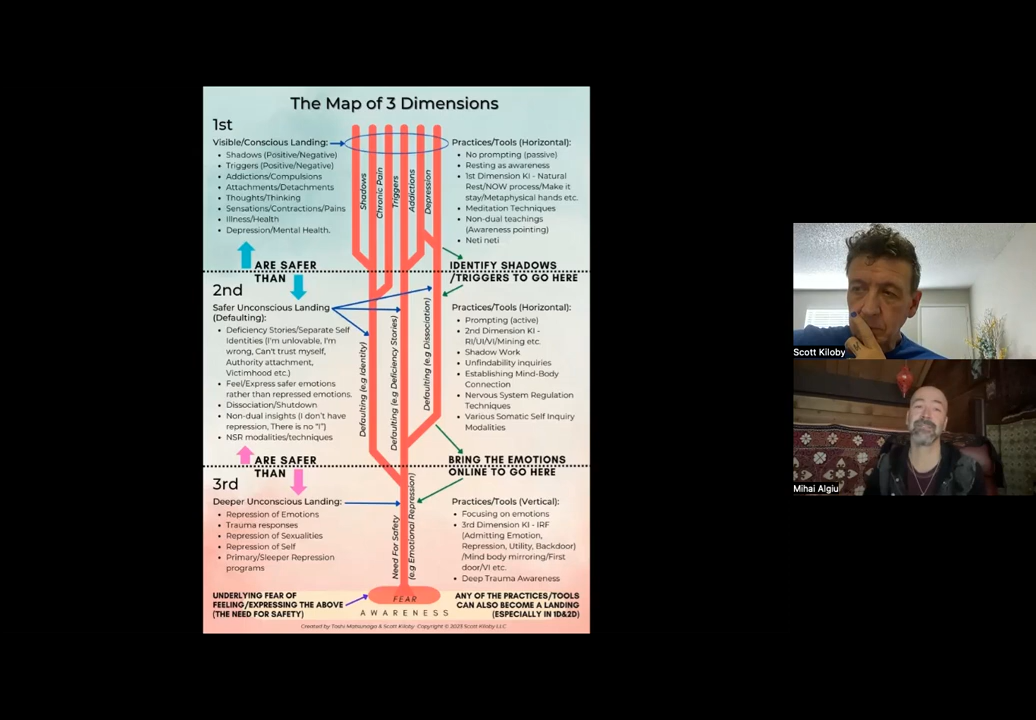 The Map of 3 Dimensions
1st
Visible/Conscious Landing:
Shadows (Positive/Negative)
Triggers (Positive/Negative)
Addictions/Compulsions
Attachments/Detachments
Thoughts/Thinking
Sensations/Contractions/Pains
Illness/Health
Depression/Mental Health.
Shadows
Chronic Pain
Triggers
Addictions
Depression
Practices/Tools (Horizontal):
No prompting (passive)
Resting as awareness
1st Dimension KI - Natural
Rest/NOW process/Make it
stay/Metaphysical hands etc.
Meditation Techniques
Non-dual teachings
(Awareness pointing)
Neti neti
ARE SAFER
THAN
IDENTIFY SHADOWS
/TRIGGERS TO GO HERE
2nd
Safer Unconscious Landing
(Defaulting):
Deficiency Stories/Separate Self
Identities (I'm unlovable, I'm
wrong, Can't trust myself,
Authority attachment,
Victimhood etc.)
Feel/Express safer emotions
rather than repressed emotions.
Dissociation/Shutdown
Non-dual insights (I don't have
repression, There is no "I")
NSR modalities/techniques
Defaulting (e.g Identity)
Defaulting (e.g Deficiency Stories)
Defaulting (e.g Dissociation)
Practices/Tools (Horizontal):
Prompting (active)
2nd Dimension KI -
RI/UI/VI/Mining etc.
Shadow Work
Unfindability inquiries
Establishing Mind-Body
Connection
Nervous System Regulation
Techniques
Various Somatic Self Inquiry
Modalities
ARE SAFER
THAN
BRING THE EMOTIONS
ONLINE TO GO HERE
3rd
Deeper Unconscious Landing:
Repression of Emotions
Trauma responses
Repression of Sexualities
Repression of Self
Primary/Sleeper Repression
programs
Need For Safety
(e.g Emotional Repression)
Practices/Tools (Vertical):
Focusing on emotions
3rd Dimension KI - IRF
(Admitting Emotion,
Repression, Utility, Backdoor)
/Mind body mirroring/First
door/VI etc.
Deep Trauma Awareness
UNDERLYING FEAR OF
FEELING/EXPRESSING THE ABOVE
(THE NEED FOR SAFETY)
FEAR
AWARENESS
ANY OF THE PRACTICES/TOOLS
CAN ALSO BECOME A LANDING
(ESPECIALLY IN 1D&2D)
Created by Toshi Matsunaga & Scott Kiloby Copyright © 2023 Scott Kiloby LLC
Scott Kiloby
Mihai Algiu